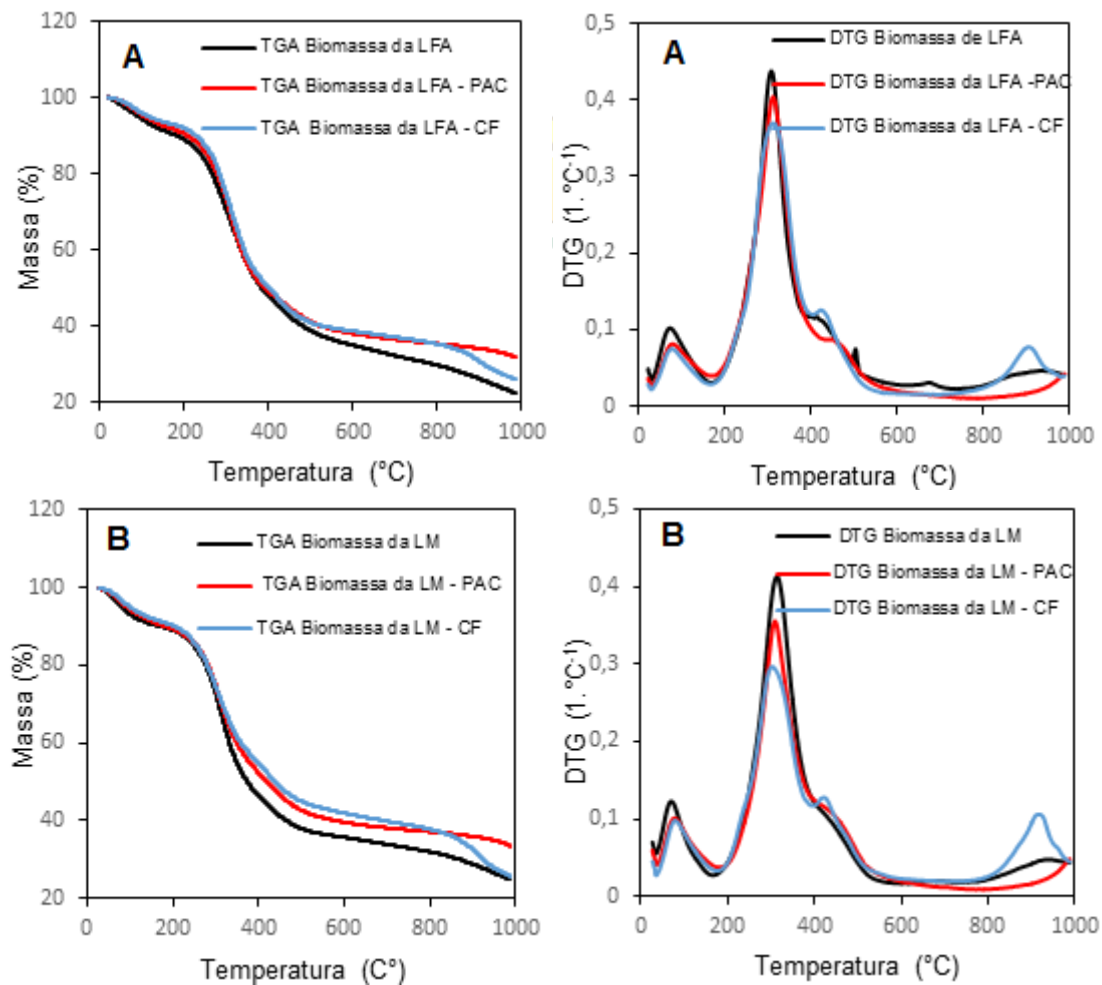 120
100
80
60
40
20
Massa (%)
A
TGA Biomassa da LFA
TGA Biomassa da LFA - PAC
TGA Biomassa da LFA - CF
0 200 400 600 800 1000
Temperatura (°C)
0,5
0,4
0,3
0,2
0,1
0
DTG (1. °C-1)
A
DTG Biomassa de LFA
DTG Biomassa da LFA -PAC
DTG Biomassa da LFA - CF
0 200 400 600 800 1000
Temperatura (°C)
120
100
80
60
40
20
Massa (%)
B
TGA Biomassa da LM
TGA Biomassa da LM - PAC
TGA Biomassa da LM - CF
0 200 400 600 800 1000
Temperatura (C°)
0,5
0,4
0,3
0,2
0,1
0
DTG (1. °C-1)
B
DTG Biomassa da LM
DTG Biomassa da LM - PAC
DTG Biomassa da LM - CF
0 200 400 600 800 1000
Temperatura (°C)